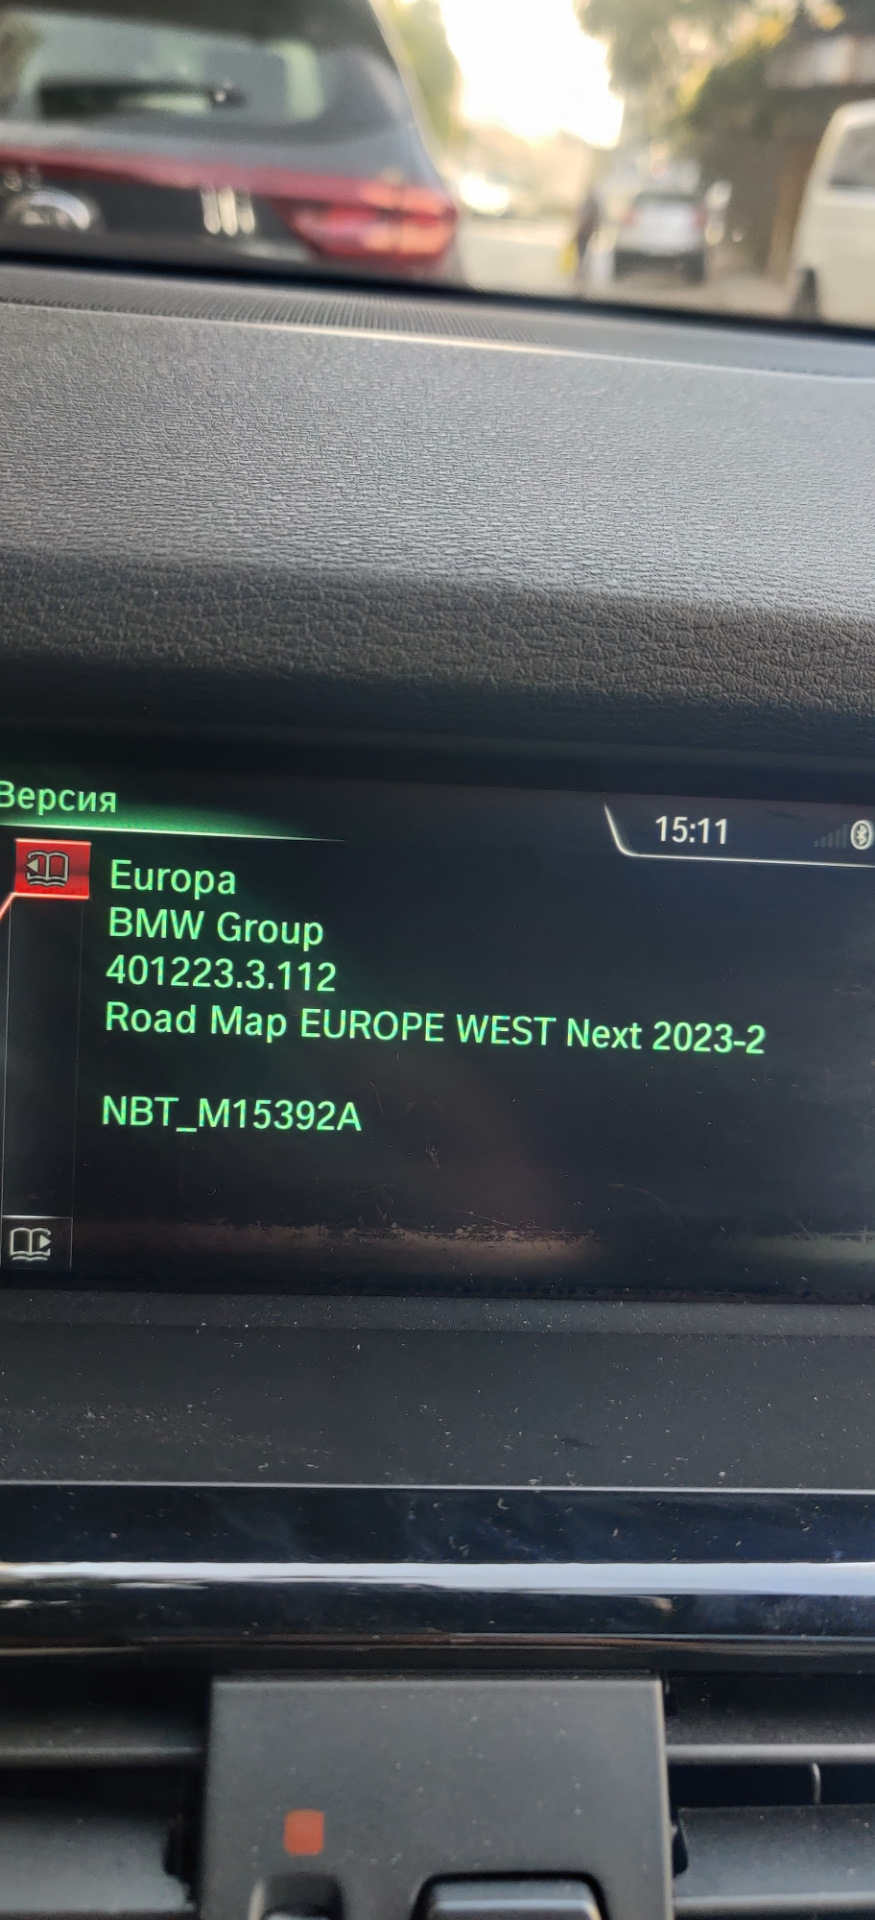 Версия
15:11
Europa
BMW Group
401223.3.112
Road Map EUROPE WEST Next 2023-2
NBT_M15392A